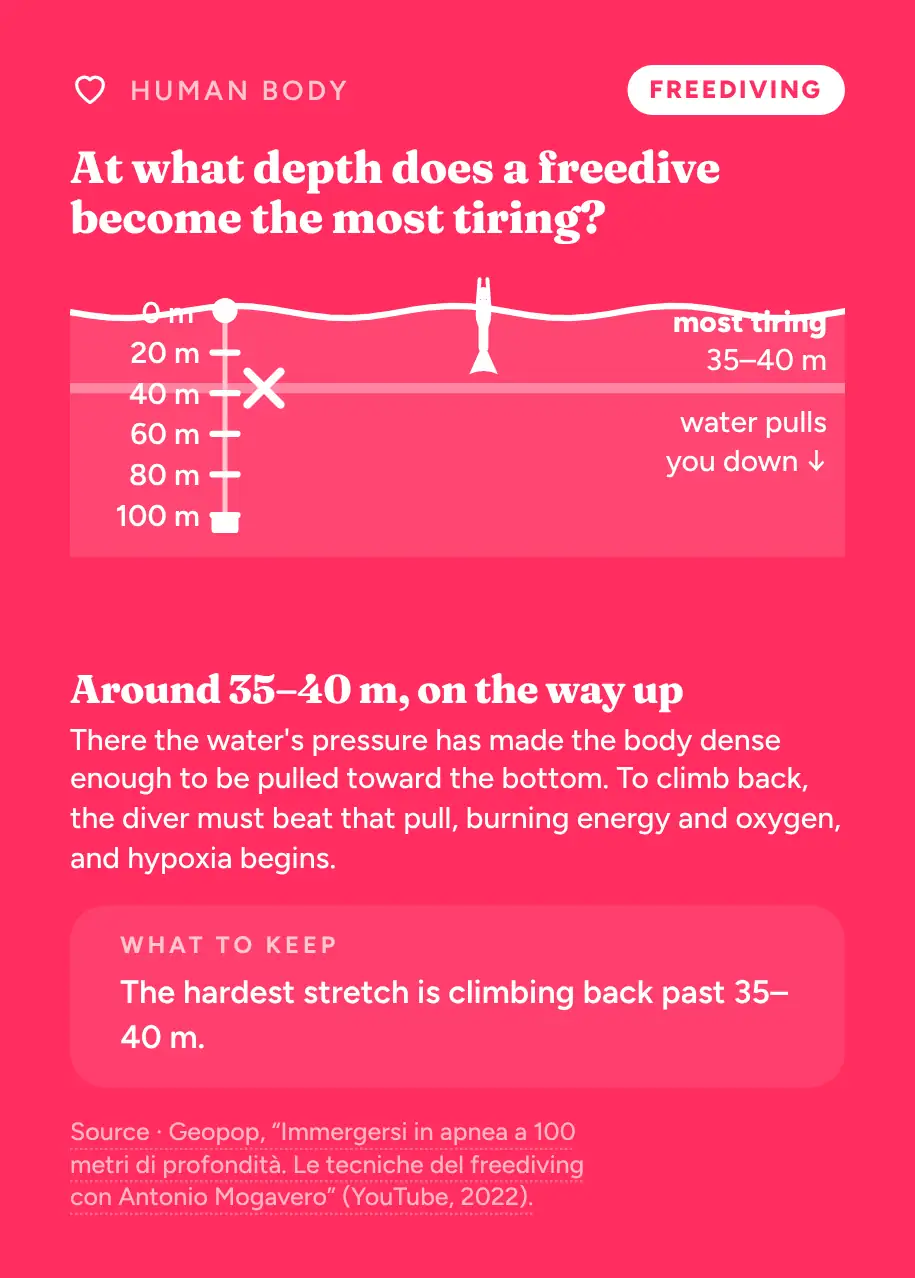 HUMAN BODY
FREEDIVING
At what depth does a freedive
become the most tiring?
0 m
most tiring
20 m
35–40 m
40 m
water pulls
60 m
you down ↓
80 m
100 m
Around 35–40 m, on the way up
There the water's pressure has made the body dense
enough to be pulled toward the bottom. To climb back,
the diver must beat that pull, burning energy and oxygen,
and hypoxia begins.
WHAT TO KEEP
The hardest stretch is climbing back past 35–
40 m.
Source · Geopop, “Immergersi in apnea a 100
metri di profondità. Le tecniche del freediving
con Antonio Mogavero” (YouTube, 2022).